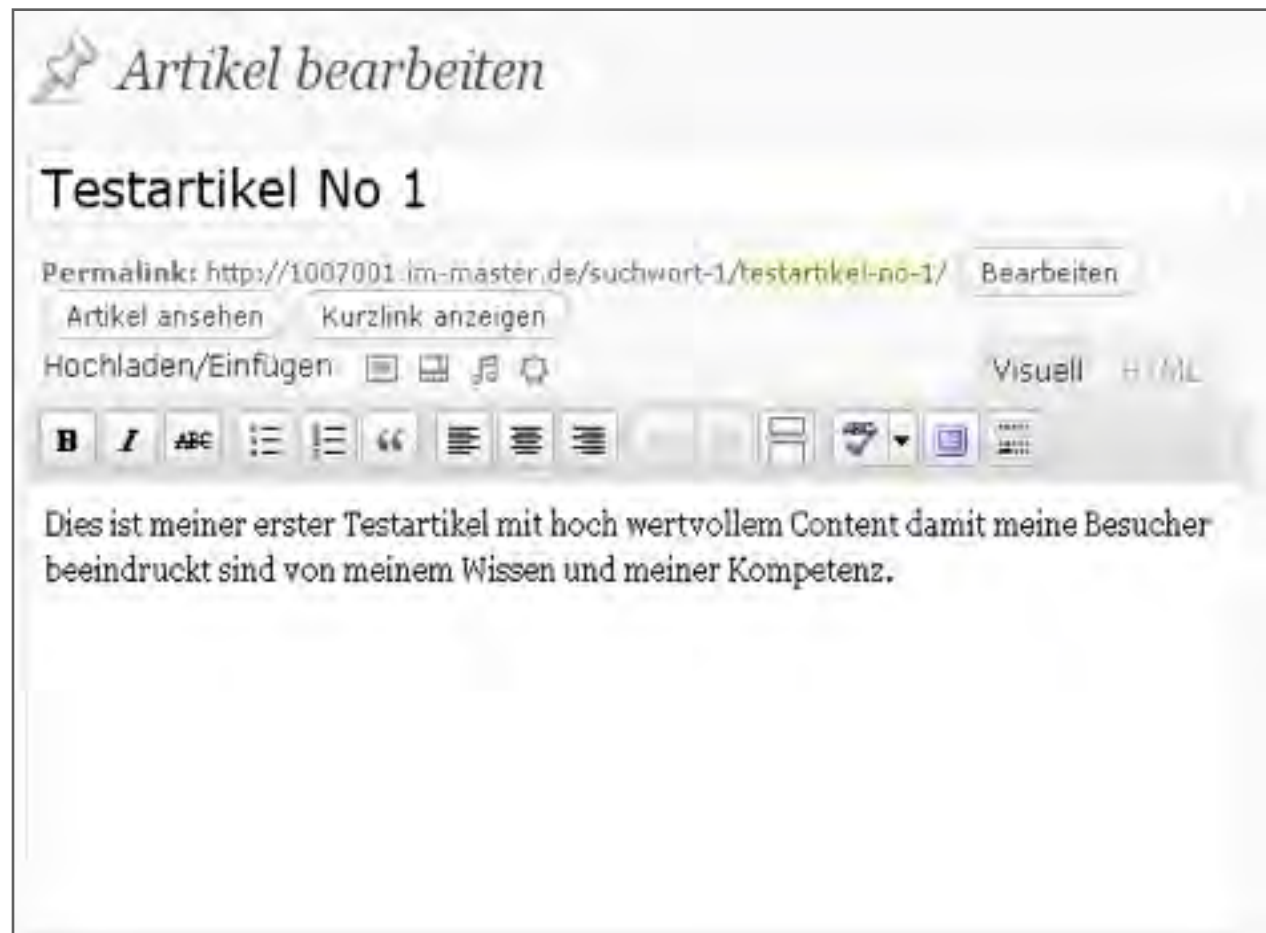 Artikel bearbeiten
Testartikel No 1
Permalink: http://1007001.im-master.de/suchwort-1/testartikel-no-1/ Bearbeiten
Artikel ansehen Kurzlink anzeigen
Hochladen/Einfügen Visuell HTML
B I ABC ABC
Dies ist meiner erster Testartikel mit hoch wertvollem Content damit meine Besucher
beeindruckt sind von meinem Wissen und meiner Kompetenz.